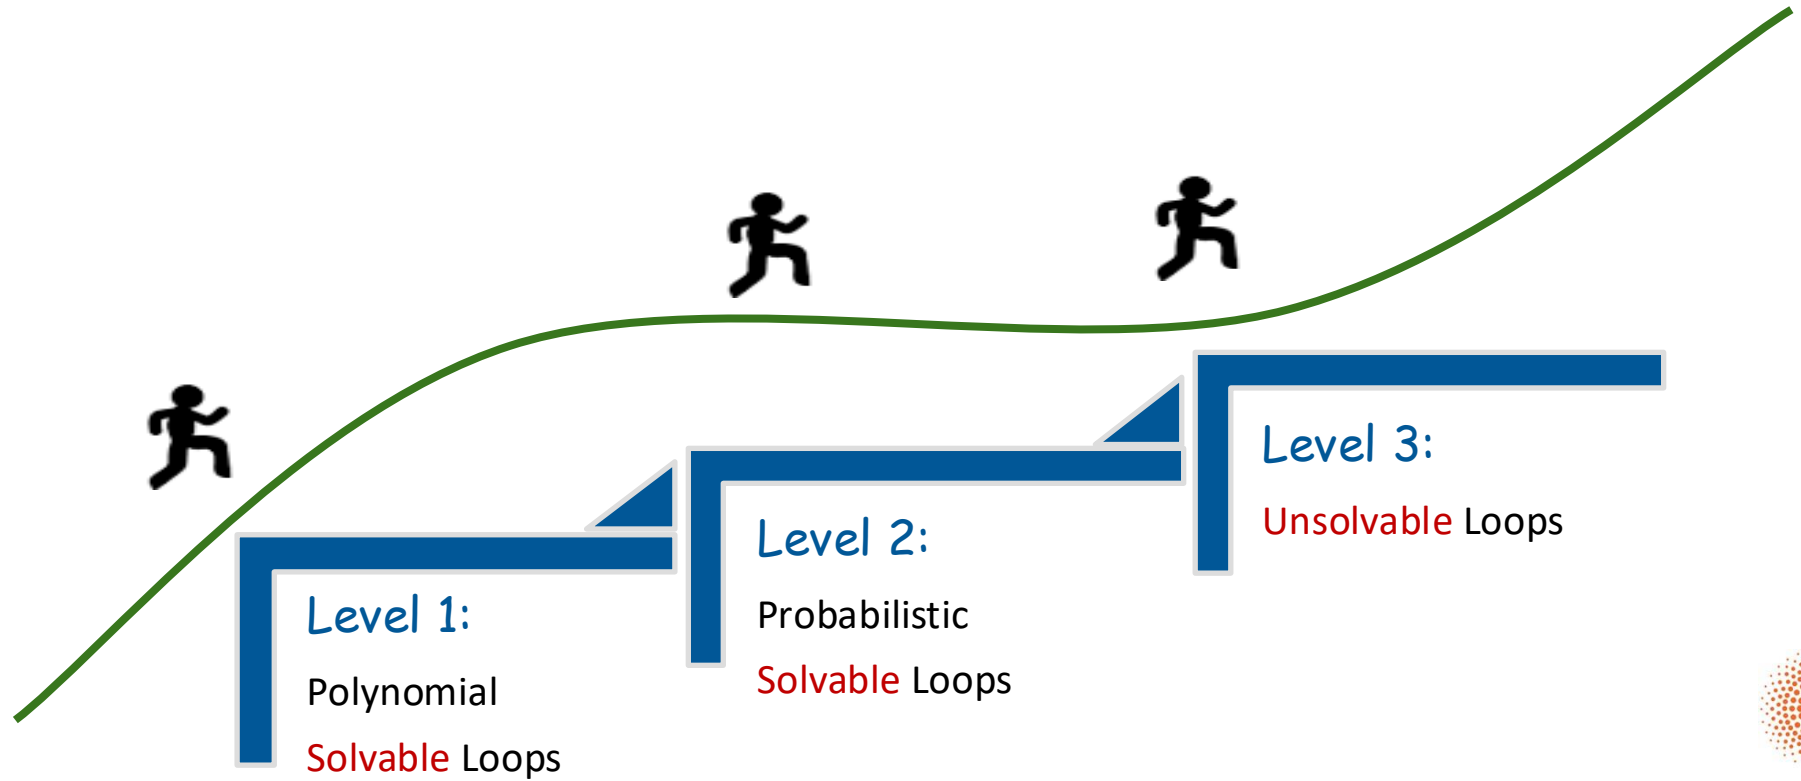 Level 1:
Polynomial
Solvable Loops
Level 2:
Probabilistic
Solvable Loops
Level 3:
Unsolvable Loops